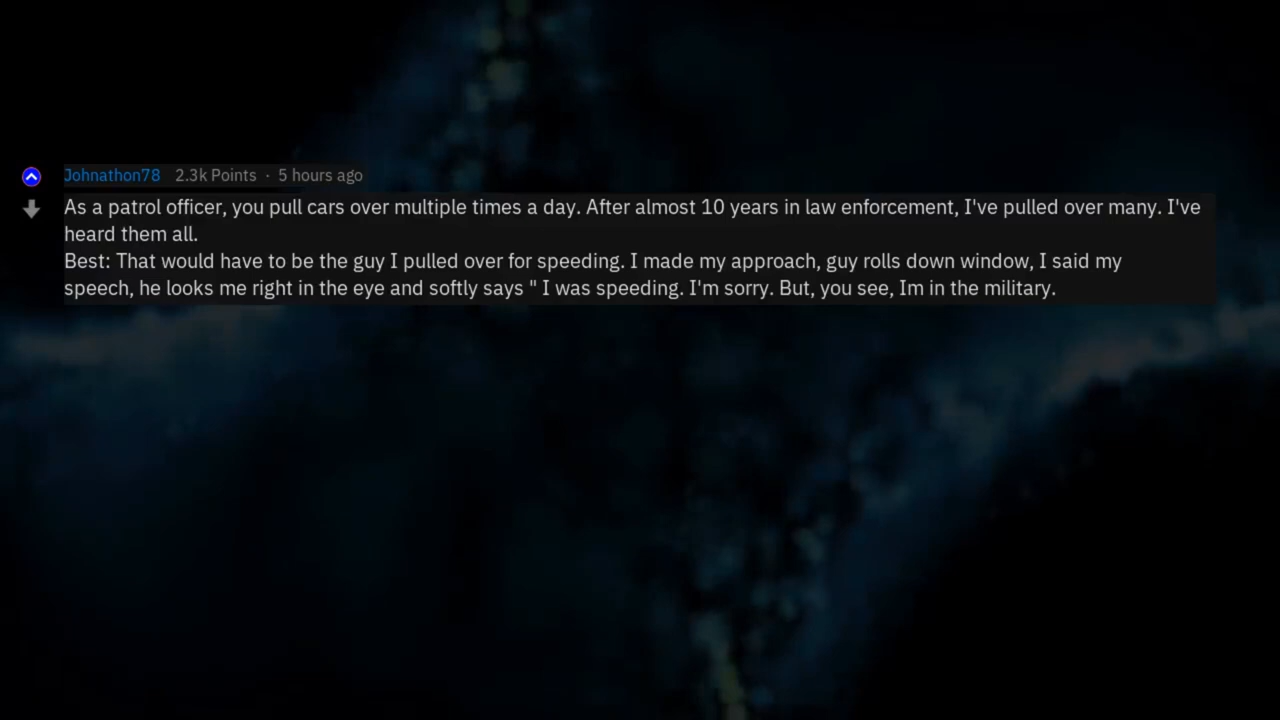 Johnathon78 2.3k Points · 5 hours ago
As a patrol officer, you pull cars over multiple times a day. After almost 10 years in law enforcement, I've pulled over many. I've
heard them all.
Best: That would have to be the guy I pulled over for speeding. I made my approach, guy rolls down window, I said my
speech, he looks me right in the eye and softly says " I was speeding. I'm sorry. But, you see, Im in the military.